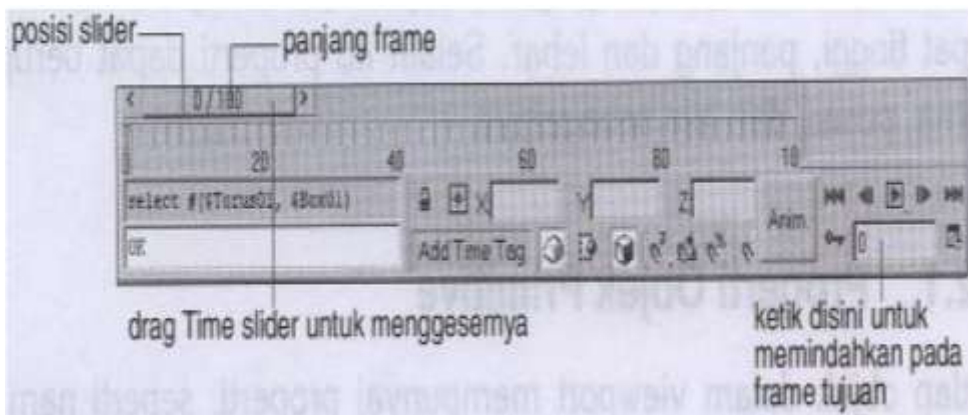 posisi slider
panjang frame
< 0/100 >
20 40 60 80 10
select #($Torus01, $Box01)
X Y Z
Anim
OK
Add Time Tag
0
drag Time slider untuk menggesernya
ketik disini untuk
memindahkan pada
frame tujuan